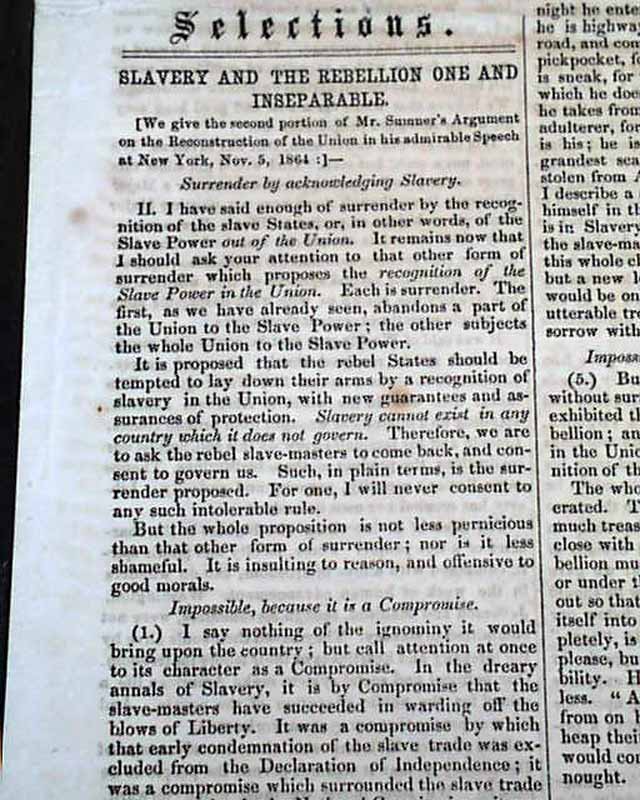 Selections.
SLAVERY AND THE REBELLION ONE AND
INSEPARABLE.
[We give the second portion of Mr. Sumner's Argument
on the Reconstruction of the Union in his admirable Speech
at New York, Nov. 5, 1864 :]—
Surrender by acknowledging Slavery.
II. I have said enough of surrender by the recog-
nition of the slave States, or, in other words, of the
Slave Power out of the Union. It remains now that
I should ask your attention to that other form of
surrender which proposes the recognition of the
Slave Power in the Union. Each is surrender. The
first, as we have already seen, abandons a part of
the Union to the Slave Power; the other subjects
the whole Union to the Slave Power.
It is proposed that the rebel States should be
tempted to lay down their arms by a recognition of
slavery in the Union, with new guarantees and as-
surances of protection. Slavery cannot exist in any
country which it does not govern. Therefore, we are
to ask the rebel slave-masters to come back, and con-
sent to govern us. Such, in plain terms, is the sur-
render proposed. For one, I will never consent to
any such intolerable rule.
But the whole proposition is not less pernicious
than that other form of surrender; nor is it less
shameful. It is insulting to reason, and offensive to
good morals.
Impossible, because it is a Compromise.
(1.) I say nothing of the ignominy it would
bring upon the country; but call attention at once
to its character as a Compromise. In the dreary
annals of Slavery, it is by Compromise that the
slave-masters have succeeded in warding off the
blows of Liberty. It was a compromise by which
that early condemnation of the slave trade was ex-
cluded from the Declaration of Independence; it
was a compromise which surrounded the slave trade
night he ente
he is highway
road, and con
pickpocket, fo
is sneak, for
which he does
he takes from
adulterer, for
is his; he is
grandest sca
stolen from A
I describe a
himself in th
is in Slavery
the slave-mas
this whole cl
but a new l
would be on
utterable tre
sorrow with
Imposs
(5.) Bu
without surr
exhibited th
bellion; an
in the Unio
nition of th
The who
crated. T
much treas
close with
bellion mu
or under t
out so that
itself into
pletely, is
please, bu
bility. H
less. "A
from on
heap thei
would co
nought.